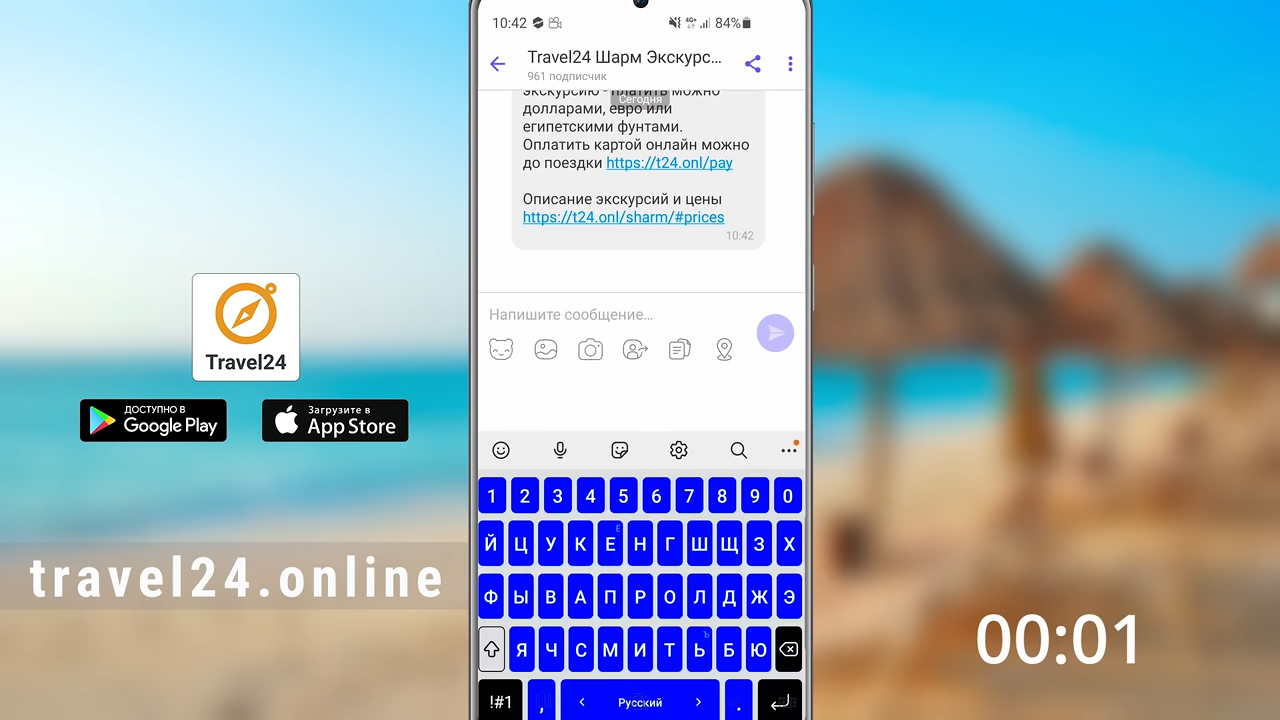 10:42
4G+
84%
Travel24 Шарм Экскурс...
961 подписчик
экскурсию - платить можно
Сегодня
долларами, евро или
египетскими фунтами.
Оплатить картой онлайн можно
до поездки https://t24.onl/pay
Описание экскурсий и цены
https://t24.onl/sharm/#prices
10:42
Напишите сообщение...
Travel24
ДОСТУПНО В
Google Play
Загрузите в
App Store
travel24.online
1 2 3 4 5 6 7 8 9 0
Й Ц У К Е Ё Н Г Ш Щ З Х
Ф Ы В А П Р О Л Д Ж Э
Я Ч С М И Т Ь Ъ Б Ю
!#1 , < Русский > .
00:01